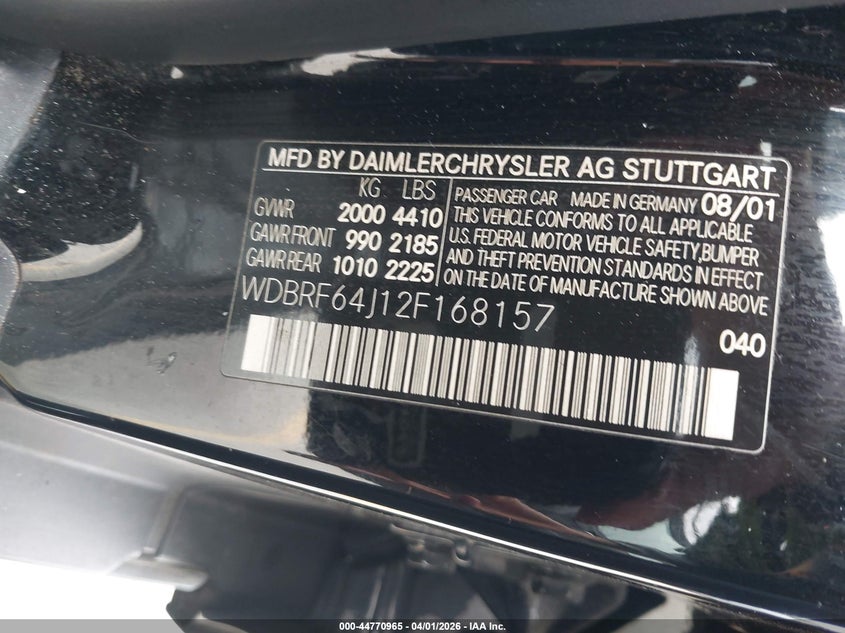 MFD BY DAIMLERCHRYSLER AG STUTTGART
KG LBS
GVWR 2000 4410
GAWR FRONT 990 2185
GAWR REAR 1010 2225
PASSENGER CAR MADE IN GERMANY 08/01
THIS VEHICLE CONFORMS TO ALL APPLICABLE
U.S. FEDERAL MOTOR VEHICLE SAFETY,BUMPER
AND THEFT PREVENTION STANDARDS IN EFFECT
ON THE DATE OF MANUFACTURE SHOWN ABOVE
WDBRF64J12F168157
040
000-44770965 - 04/01/2026 - IAA Inc.